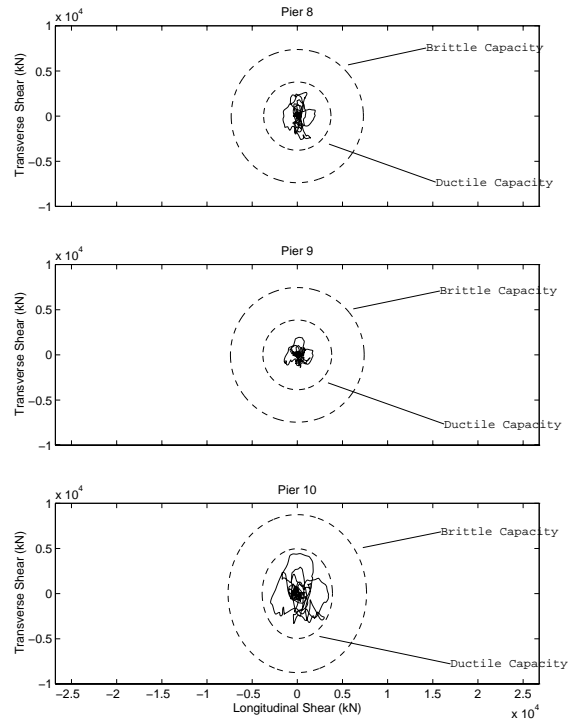 Pier 8
x 10^4
Transverse Shear (kN)
1
0.5
0
−0.5
−1
Brittle Capacity
Ductile Capacity
Pier 9
x 10^4
Transverse Shear (kN)
1
0.5
0
−0.5
−1
Brittle Capacity
Ductile Capacity
Pier 10
x 10^4
Transverse Shear (kN)
1
0.5
0
−0.5
−1
Brittle Capacity
Ductile Capacity
−2.5 −2 −1.5 −1 −0.5 0 0.5 1 1.5 2 2.5
Longitudinal Shear (kN)
x 10^4